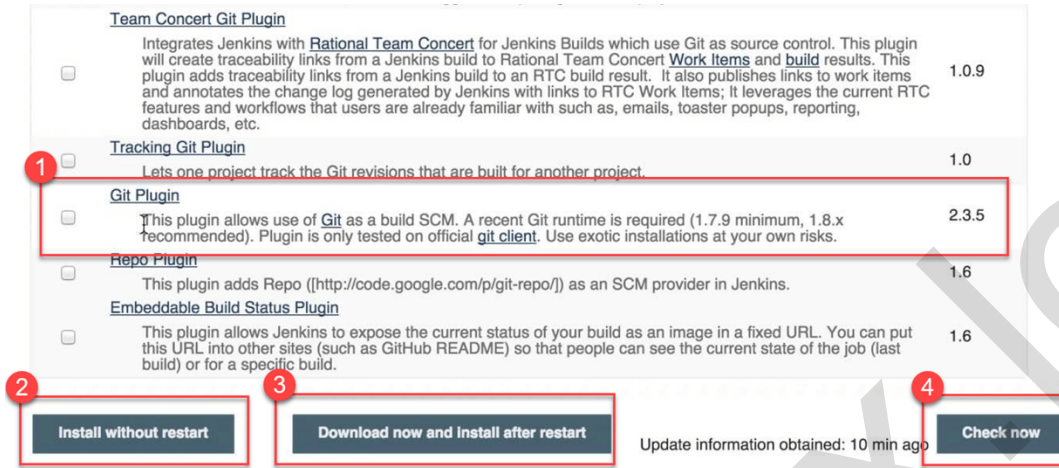 Team Concert Git Plugin
Integrates Jenkins with Rational Team Concert for Jenkins Builds which use Git as source control. This plugin
will create traceability links from a Jenkins build to Rational Team Concert Work Items and build results. This
plugin adds traceability links from a Jenkins build to an RTC build result. It also publishes links to work items
and annotates the change log generated by Jenkins with links to RTC Work Items; It leverages the current RTC
features and workflows that users are already familiar with such as, emails, toaster popups, reporting,
dashboards, etc.
1.0.9
1
Tracking Git Plugin
Lets one project track the Git revisions that are built for another project.
1.0
Git Plugin
This plugin allows use of Git as a build SCM. A recent Git runtime is required (1.7.9 minimum, 1.8.x
recommended). Plugin is only tested on official git client. Use exotic installations at your own risks.
2.3.5
Repo Plugin
This plugin adds Repo ([http://code.google.com/p/git-repo/]) as an SCM provider in Jenkins.
1.6
Embeddable Build Status Plugin
This plugin allows Jenkins to expose the current status of your build as an image in a fixed URL. You can put
this URL into other sites (such as GitHub README) so that people can see the current state of the job (last
build) or for a specific build.
1.6
2
Install without restart
3
Download now and install after restart
Update information obtained: 10 min ago
4
Check now